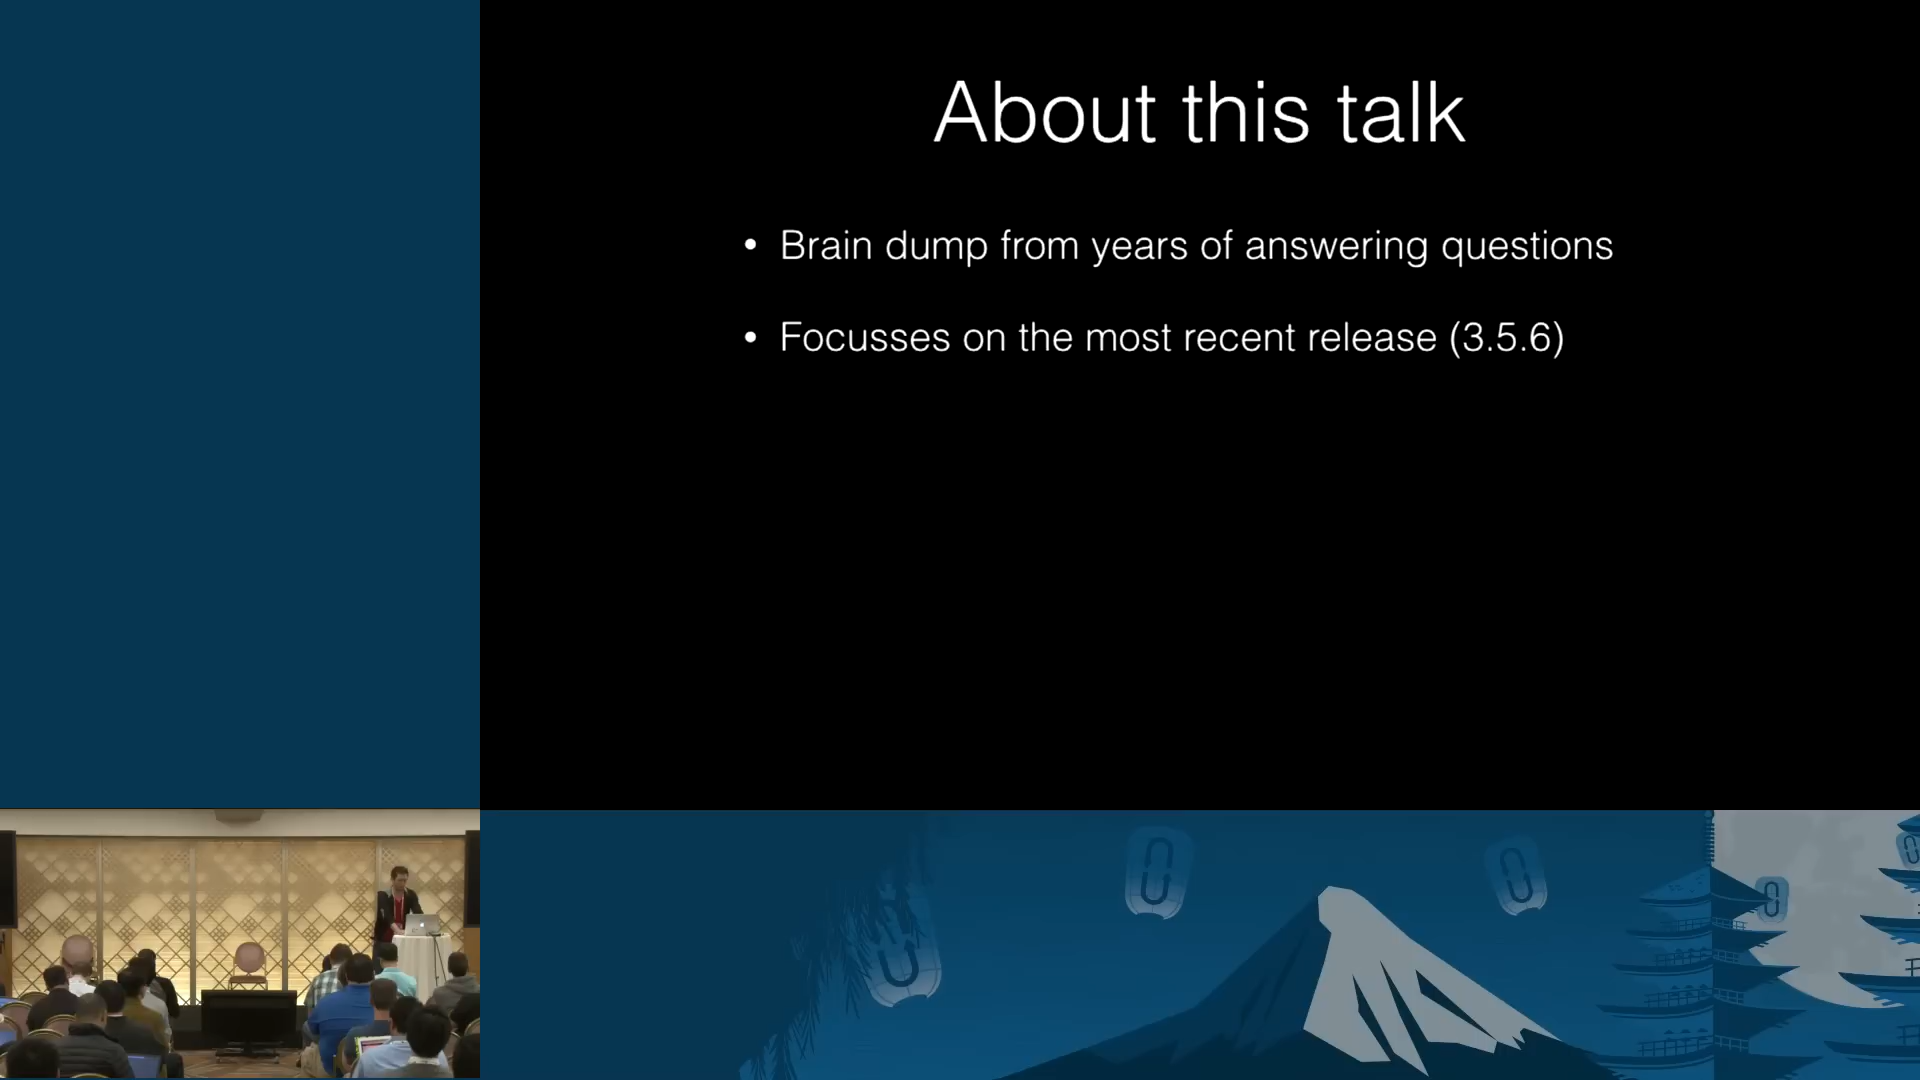 About this talk
• Brain dump from years of answering questions
• Focusses on the most recent release (3.5.6)